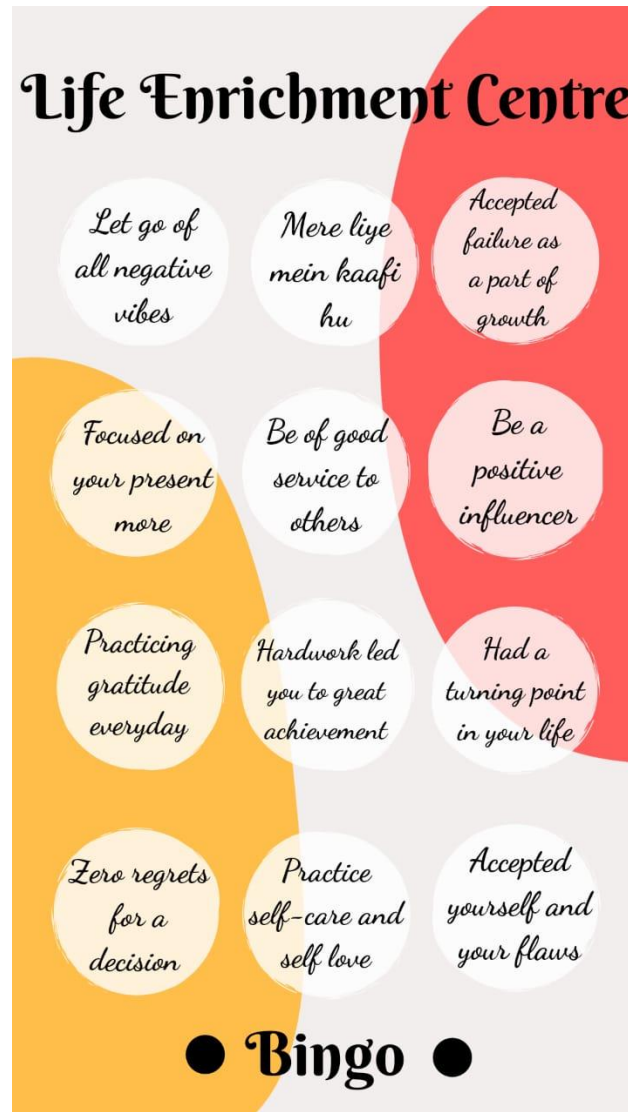 Life Enrichment Centre
Let go of
all negative
vibes
Mere liye
mein kaafi
hu
Accepted
failure as
a part of
growth
Focused on
your present
more
Be of good
service to
others
Be a
positive
influencer
Practicing
gratitude
everyday
Hardwork led
you to great
achievement
Had a
turning point
in your life
Zero regrets
for a
decision
Practice
self-care and
self love
Accepted
yourself and
your flaws
Bingo